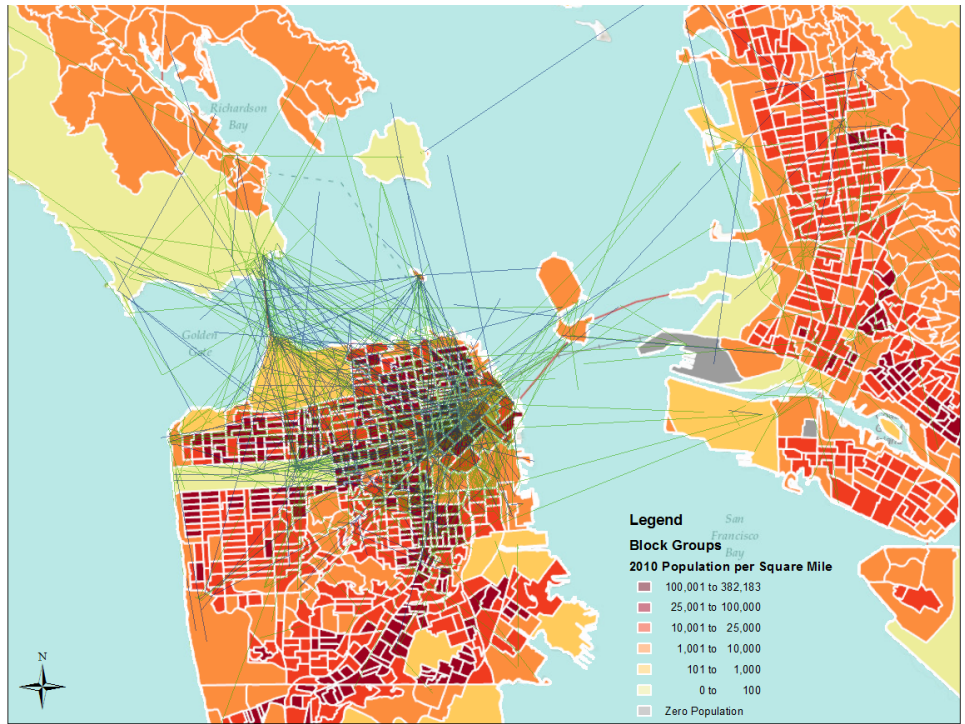 Richardson
Bay
Golden
Gate
San
Francisco
Bay
Legend
Block Groups
2010 Population per Square Mile
100,001 to 382,183
25,001 to 100,000
10,001 to 25,000
1,001 to 10,000
101 to 1,000
0 to 100
Zero Population
N